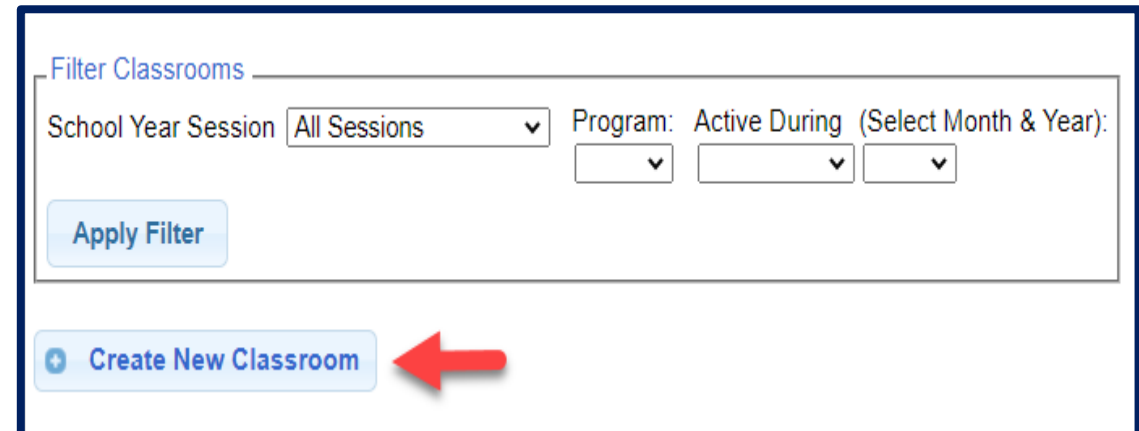 Filter Classrooms
School Year Session All Sessions Program: Active During (Select Month & Year):
Apply Filter
Create New Classroom